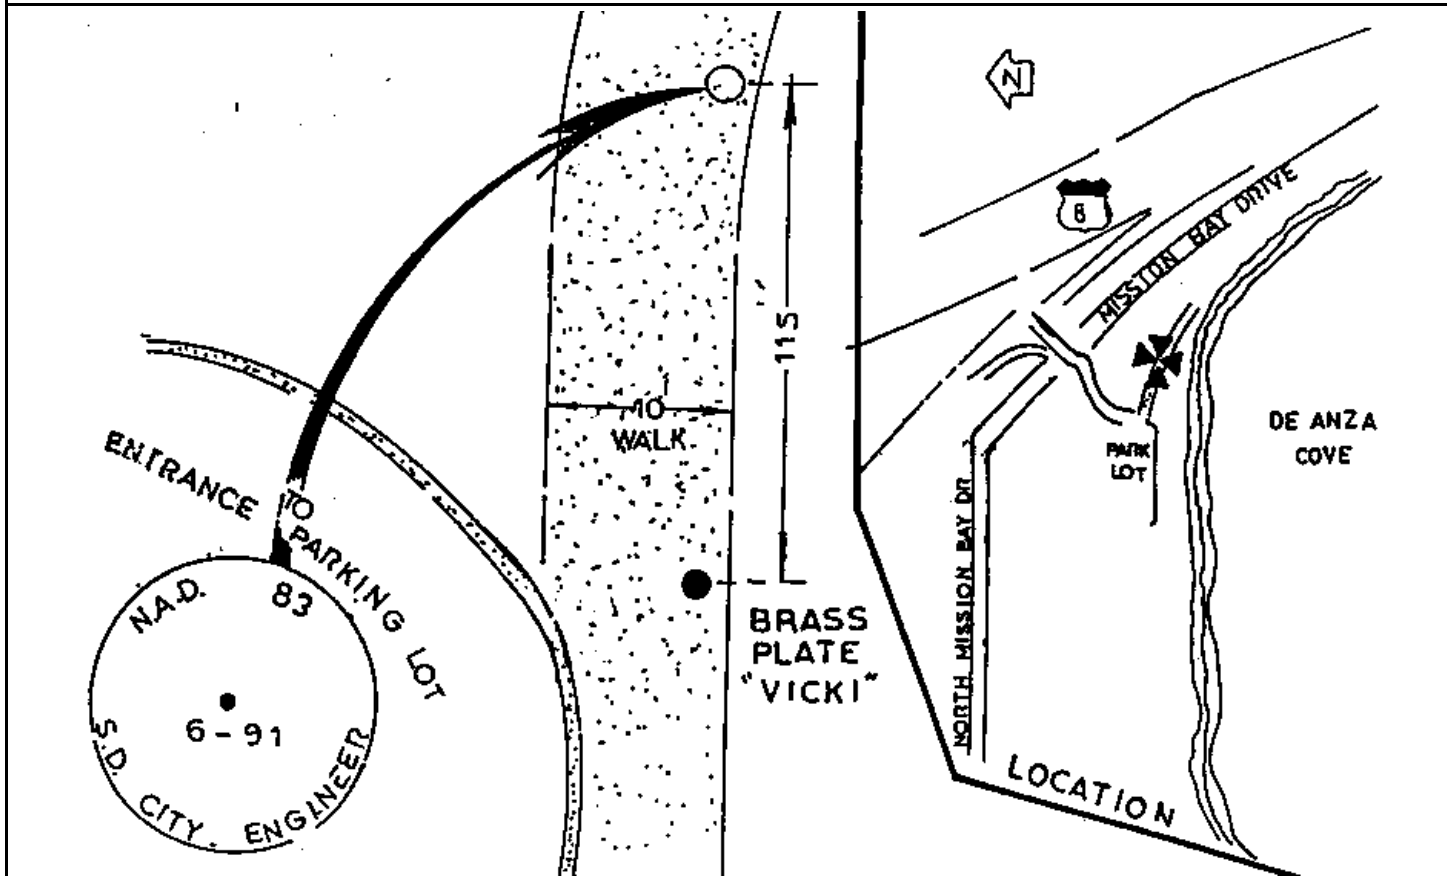 N
8
MISSION BAY DRIVE
115
10'
WALK
ENTRANCE TO PARKING LOT
DE ANZA
COVE
PARK
LOT
NORTH MISSION BAY DR
BRASS
PLATE
"VICKI"
N.A.D. 83
6-91
S.D. CITY. ENGINEER
LOCATION